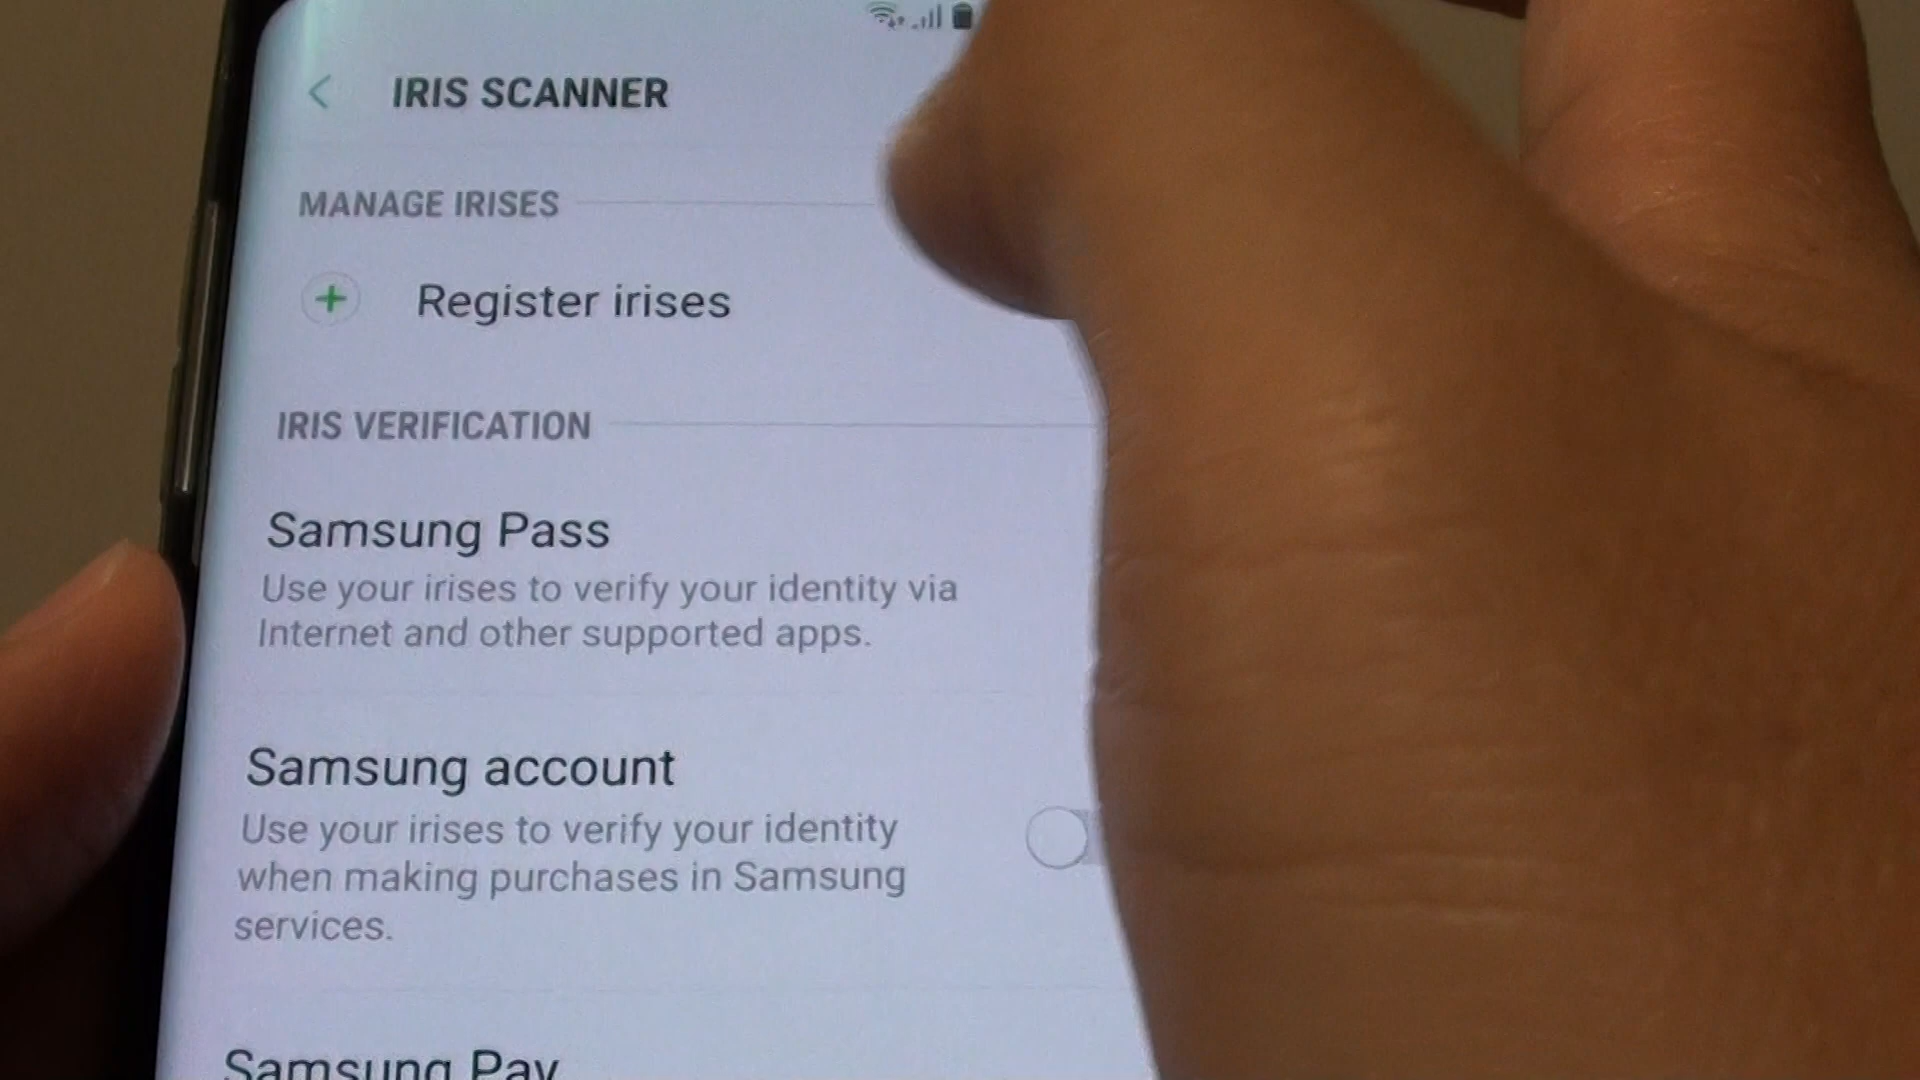 IRIS SCANNER
MANAGE IRISES
Register irises
IRIS VERIFICATION
Samsung Pass
Use your irises to verify your identity via
Internet and other supported apps.
Samsung account
Use your irises to verify your identity
when making purchases in Samsung
services.
Samsung Pay